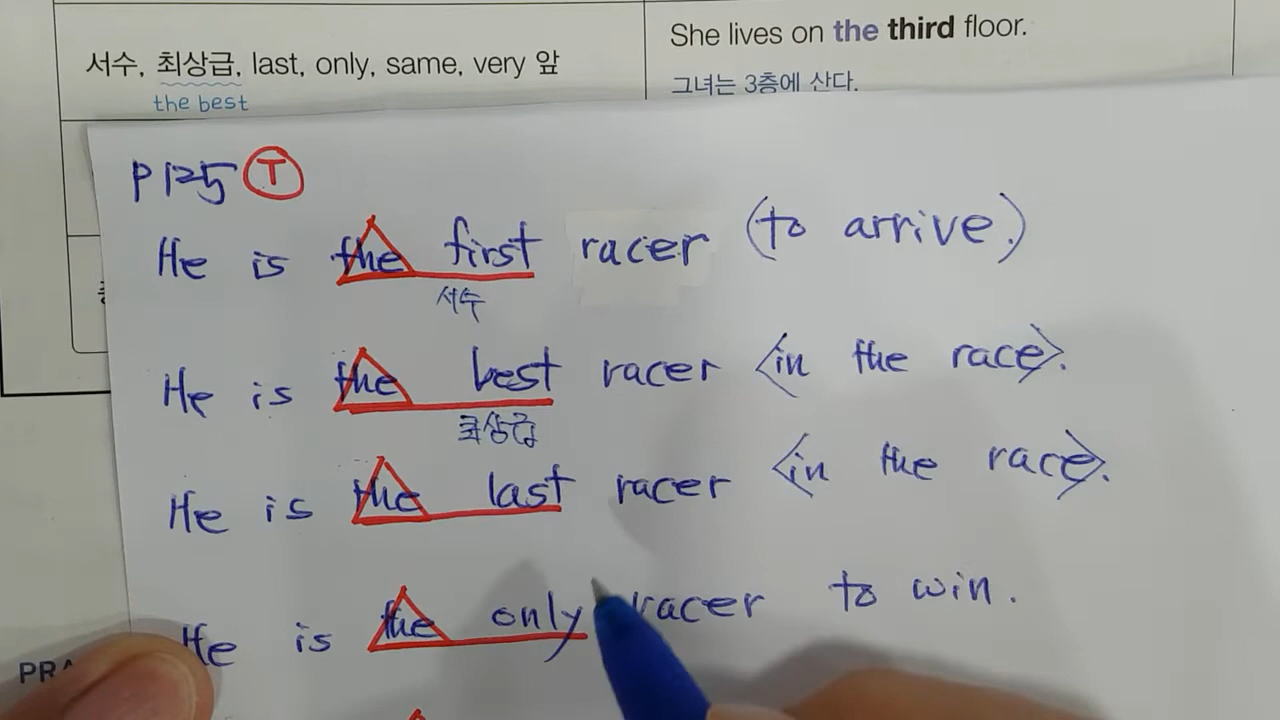 서수, 최상급, last, only, same, very 앞
the best
She lives on the third floor.
그녀는 3층에 산다.
P125 T
He is the first racer (to arrive.)
서수
He is the best racer <in the race>.
최상급
He is the last racer <in the race>.
He is the only racer to win.
PRA